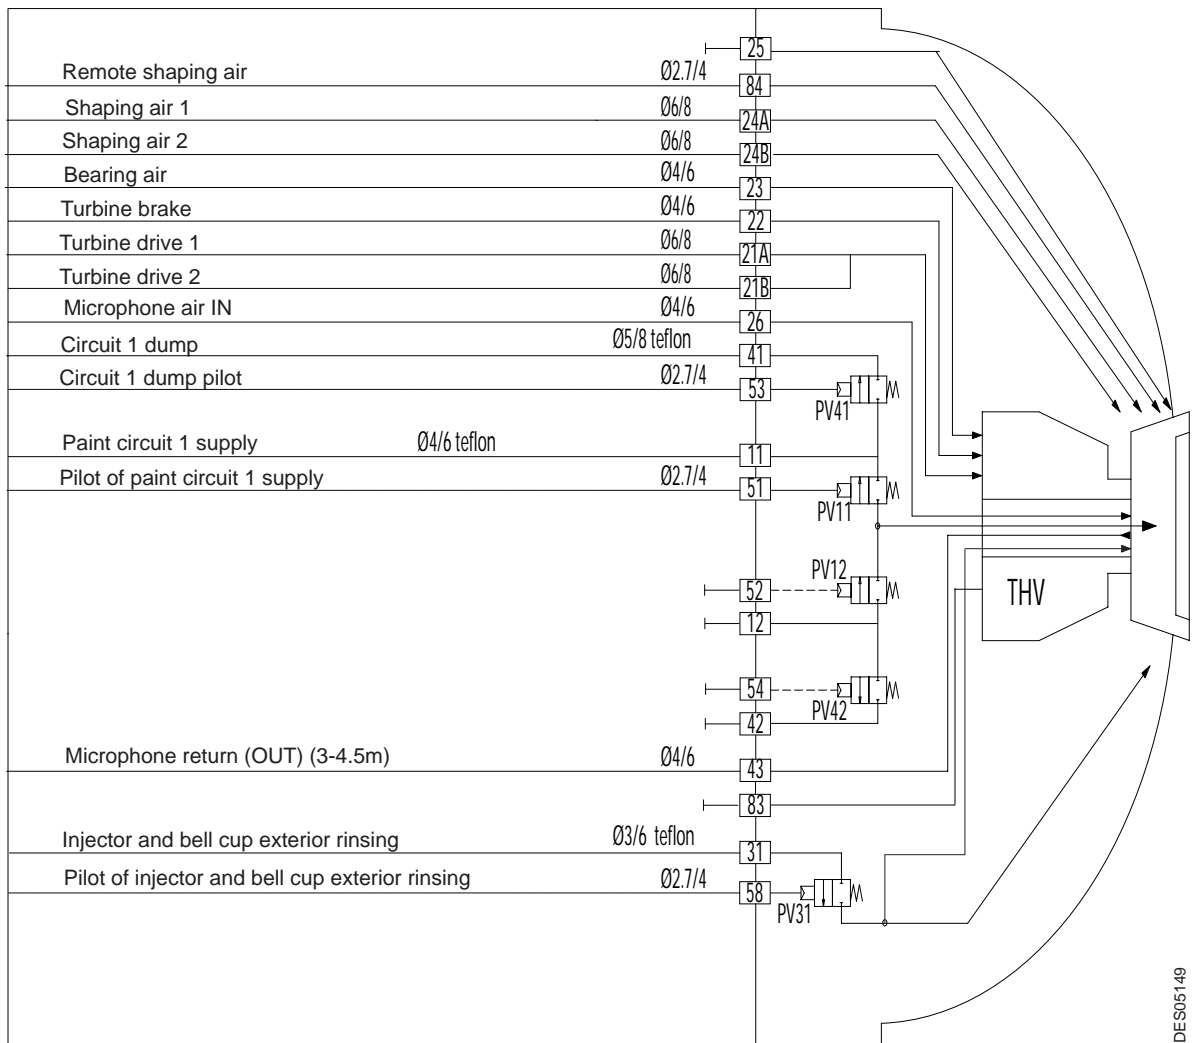 25
Remote shaping air Ø2.7/4 84
Shaping air 1 Ø6/8 24A
Shaping air 2 Ø6/8 24B
Bearing air Ø4/6 23
Turbine brake Ø4/6 22
Turbine drive 1 Ø6/8 21A
Turbine drive 2 Ø6/8 21B
Microphone air IN Ø4/6 26
Circuit 1 dump Ø5/8 teflon 41
Circuit 1 dump pilot Ø2.7/4 53
PV41
Paint circuit 1 supply Ø4/6 teflon 11
Pilot of paint circuit 1 supply Ø2.7/4 51
PV11
PV12
52
THV
12
54
PV42
42
Microphone return (OUT) (3-4.5m) Ø4/6 43
83
Injector and bell cup exterior rinsing Ø3/6 teflon 31
Pilot of injector and bell cup exterior rinsing Ø2.7/4 58
PV31
DES05149